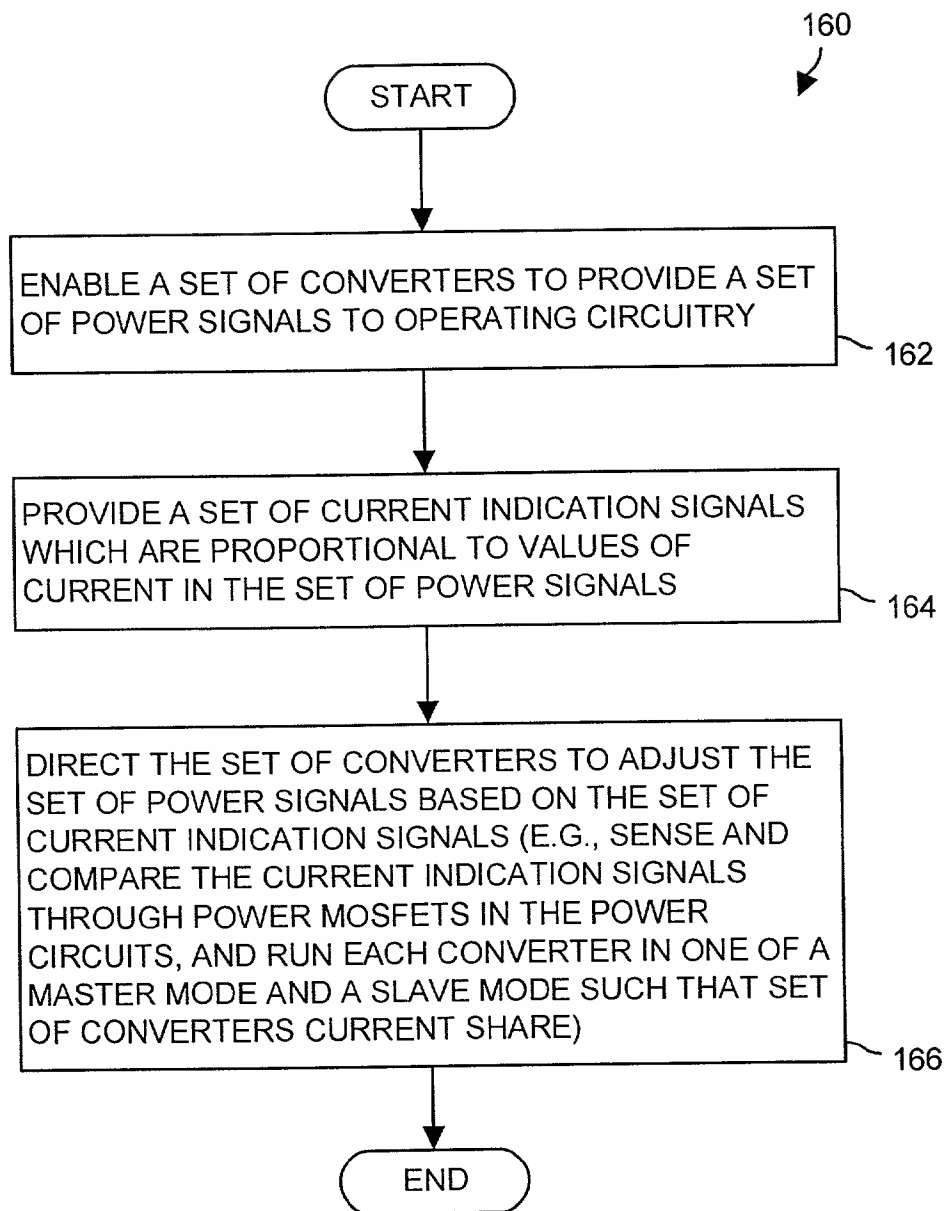 160
START
ENABLE A SET OF CONVERTERS TO PROVIDE A SET
OF POWER SIGNALS TO OPERATING CIRCUITRY
162
PROVIDE A SET OF CURRENT INDICATION SIGNALS
WHICH ARE PROPORTIONAL TO VALUES OF
CURRENT IN THE SET OF POWER SIGNALS
164
DIRECT THE SET OF CONVERTERS TO ADJUST THE
SET OF POWER SIGNALS BASED ON THE SET OF
CURRENT INDICATION SIGNALS (E.G., SENSE AND
COMPARE THE CURRENT INDICATION SIGNALS
THROUGH POWER MOSFETS IN THE POWER
CIRCUITS, AND RUN EACH CONVERTER IN ONE OF A
MASTER MODE AND A SLAVE MODE SUCH THAT SET
OF CONVERTERS CURRENT SHARE)
166
END